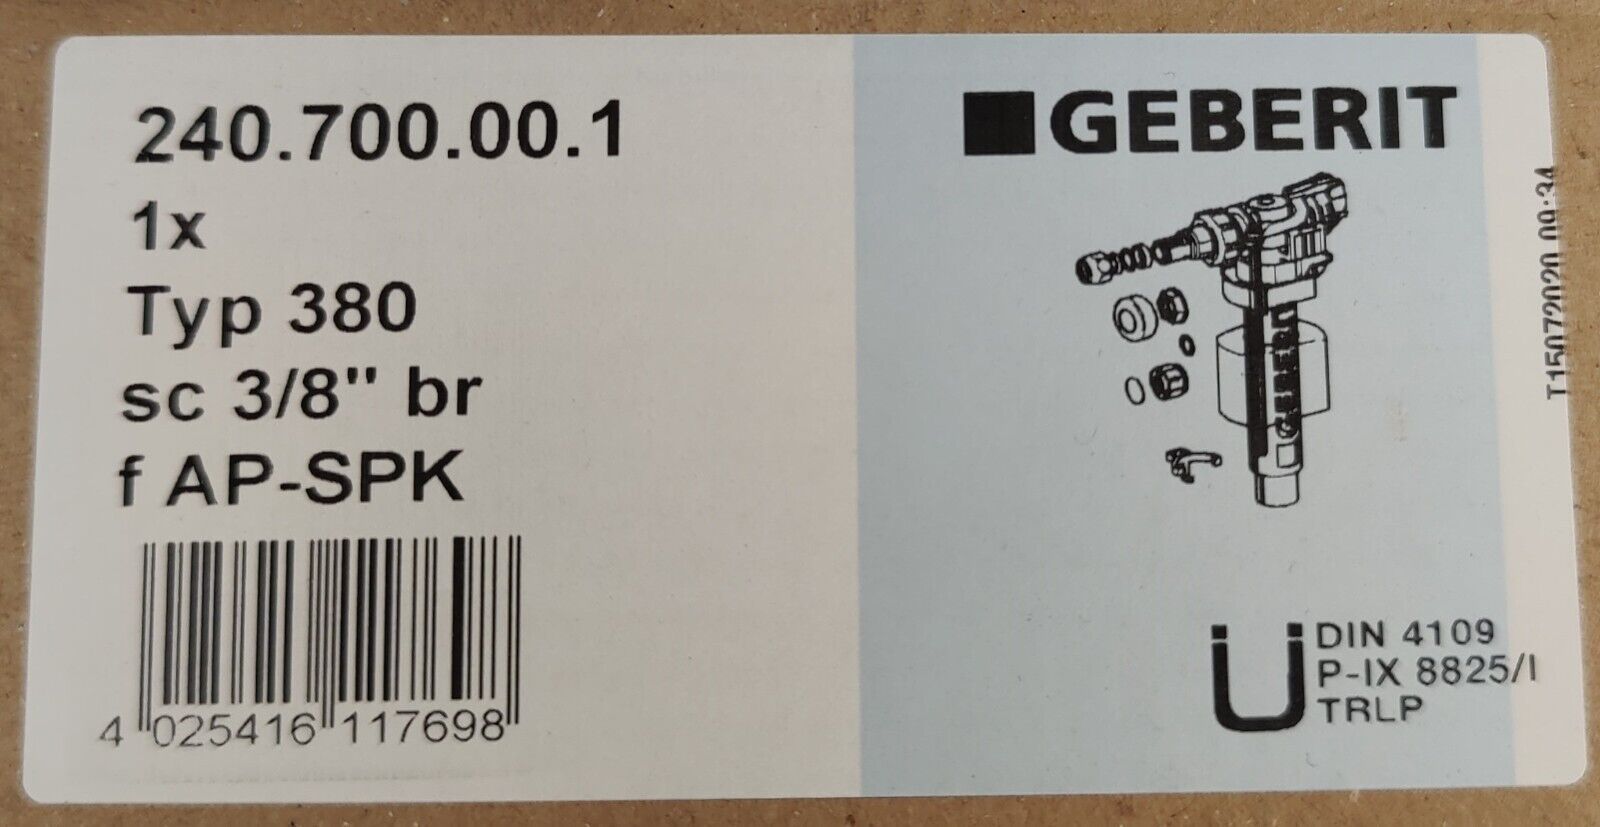 240.700.00.1
1x
Typ 380
sc 3/8" br
f AP-SPK
4 025416 117698
GEBERIT
GEBERIT
T15072020 09:34
Ü
DIN 4109
P-IX 8825/I
TRLP